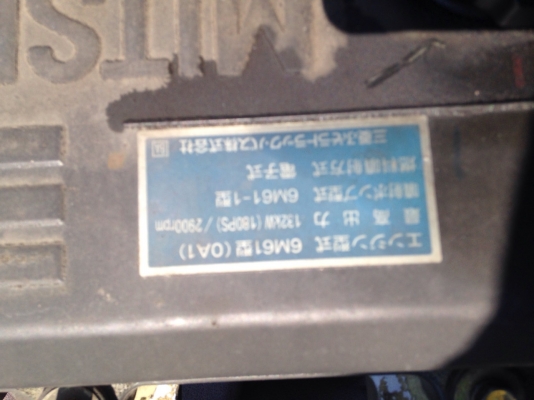 MITS
エンジン型式 6M61型 (0A1)
最高出力 132kW (180PS) / 2900rpm
噴射ポンプ型式 6M61-1型
燃料噴射方式 電子式
三菱ふそうトラック・バス株式会社